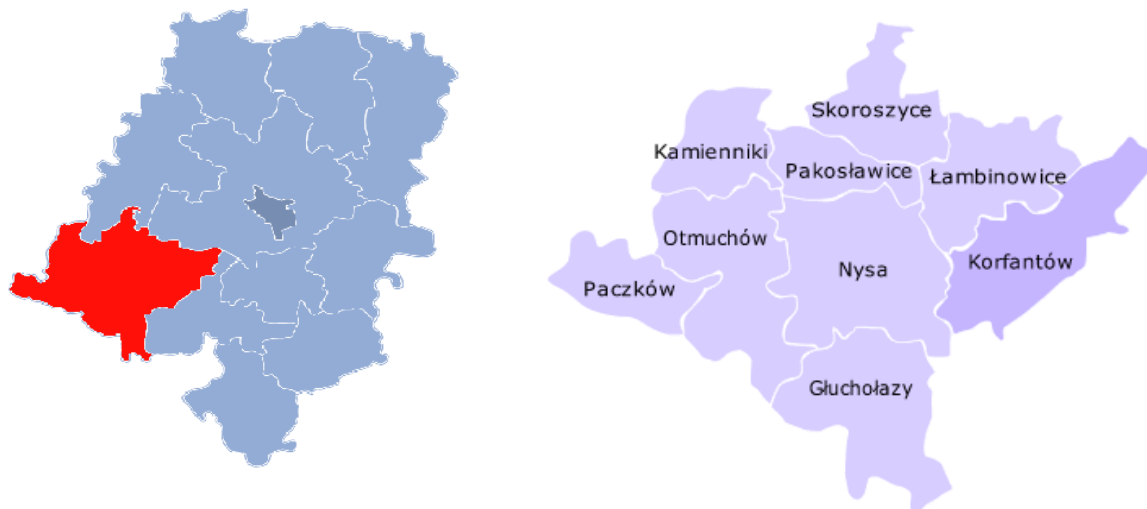 Skoroszyce
Kamienniki
Pakosławice
Łambinowice
Otmuchów
Nysa
Korfantów
Paczków
Głuchołazy